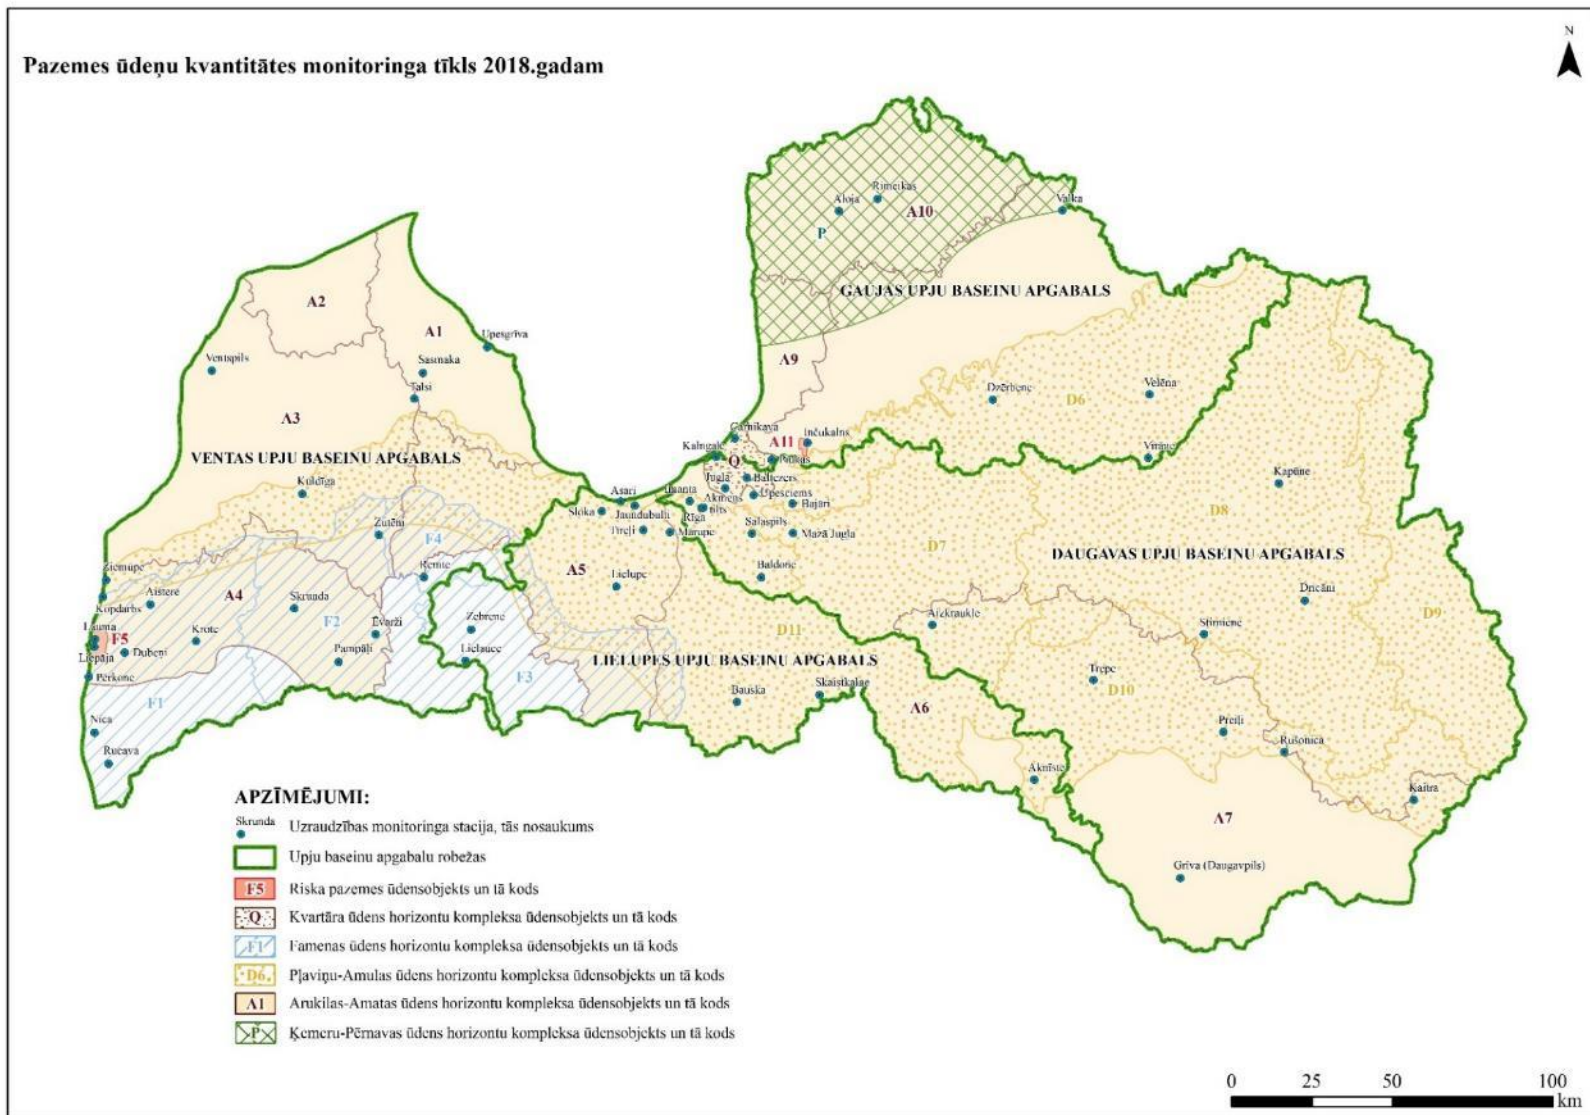 N
Pazemes ūdeņu kvantitātes monitoringa tīkls 2018.gadam
Rimeikas
Aloja
A10
Valka
P
A2
GAUJAS UPJU BASEINU APGABALS
A1
Upesgrīva
Ventspils
Sasmaka
A9
Talsi
Dzērbene
Velēna
D6
A3
Carnikava
Inčukalns
A11
Kalngale
Virāne
VENTAS UPJU BASEINU APGABALS
Q
Jugla
Baltezers
Kapūne
Kuldīga
Asari
Imanta
Akmens
tilts
Upesciems
Bajāri
Sloka
Jaundubulti
Rīga
D8
Zutēni
Tireļi
Mārupe
Salaspils
Mazā Jugla
F4
D7
DAUGAVAS UPJU BASEINU APGABALS
Ziemupe
Remte
A5
Lielupe
Baldone
Kopdarbs
Aistere
A4
Skrunda
Aizkraukle
Dricāni
D9
F2
Zebrene
Lauma
F5
Krote
Ēvarži
D11
Stirniene
Liepāja
Dubeņi
Pampāļi
Lielauce
LIELUPES UPJU BASEINU APGABALS
Pērkone
F3
Trepe
D10
Bauska
Skaistkalne
F1
A6
Nīca
Preiļi
Rušonica
Rucava
Aknīste
Kaitra
APZĪMĒJUMI:
A7
Skrunda
Uzraudzības monitoringa stacija, tās nosaukums
Upju baseinu apgabalu robežas
Grīva (Daugavpils)
F5 Riska pazemes ūdensobjekts un tā kods
Q Kvartāra ūdens horizontu kompleksa ūdensobjekts un tā kods
F1 Famenas ūdens horizontu kompleksa ūdensobjekts un tā kods
D6 Pļaviņu-Amulas ūdens horizontu kompleksa ūdensobjekts un tā kods
A1 Arukilas-Amatas ūdens horizontu kompleksa ūdensobjekts un tā kods
P Ķemeru-Pērnavas ūdens horizontu kompleksa ūdensobjekts un tā kods
0 25 50 100
km